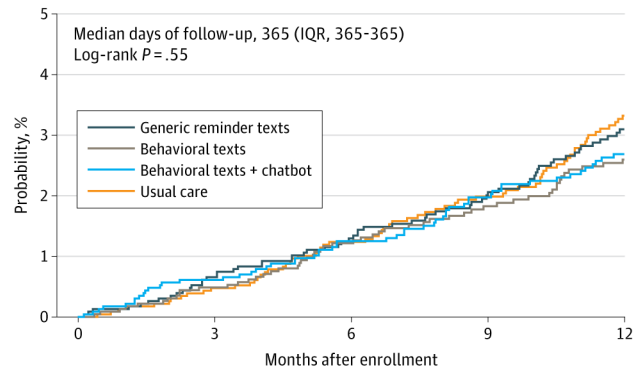 Median days of follow-up, 365 (IQR, 365-365)
Log-rank P = .55
Generic reminder texts
Behavioral texts
Behavioral texts + chatbot
Usual care
Probability, %
5
4
3
2
1
0
0
3
6
9
12
Months after enrollment